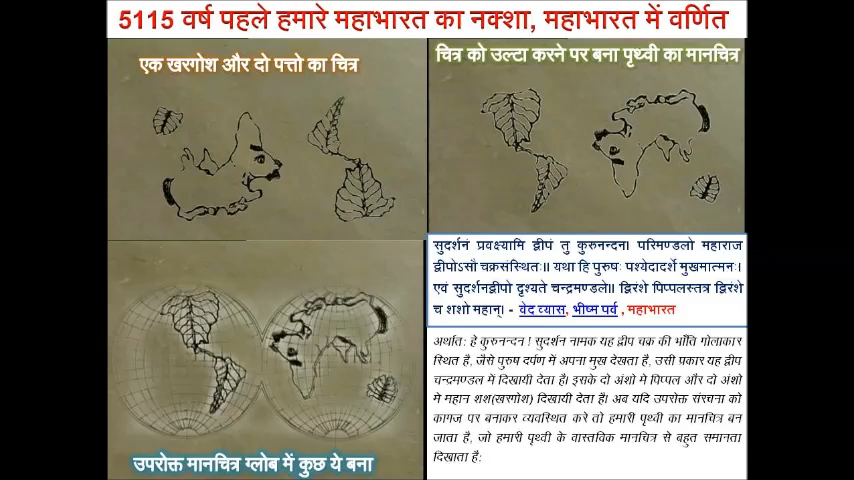 5115 वर्ष पहले हमारे महाभारत का नक्शा, महाभारत में वर्णित
एक खरगोश और दो पत्तो का चित्र
चित्र को उल्टा करने पर बना पृथ्वी का मानचित्र
सुदर्शनं प्रवक्ष्यामि द्वीपं तु कुरुनन्दन। परिमण्डलो महाराज
द्वीपोऽसौ चक्रसंस्थितः॥ यथा हि पुरुषः पश्येदादर्शे मुखमात्मनः।
एवं सुदर्शनद्वीपो दृश्यते चन्द्रमण्डले॥ द्विरंशे पिप्पलस्तत्र द्विरंशे
च शशो महान्। - वेद व्यास, भीष्म पर्व , महाभारत
अर्थात: हे कुरुनन्दन ! सुदर्शन नामक यह द्वीप चक्र की भाँति गोलाकार
स्थित है, जैसे पुरुष दर्पण में अपना मुख देखता है, उसी प्रकार यह द्वीप
चन्द्रमण्डल में दिखायी देता है। इसके दो अंशो मे पिप्पल और दो अंशो
मे महान शश(खरगोश) दिखायी देता है। अब यदि उपरोक्त संरचना को
कागज पर बनाकर व्यवस्थित करे तो हमारी पृथ्वी का मानचित्र बन
जाता है, जो हमारी पृथ्वी के वास्तविक मानचित्र से बहुत समानता
दिखाता है:
उपरोक्त मानचित्र ग्लोब में कुछ ये बना